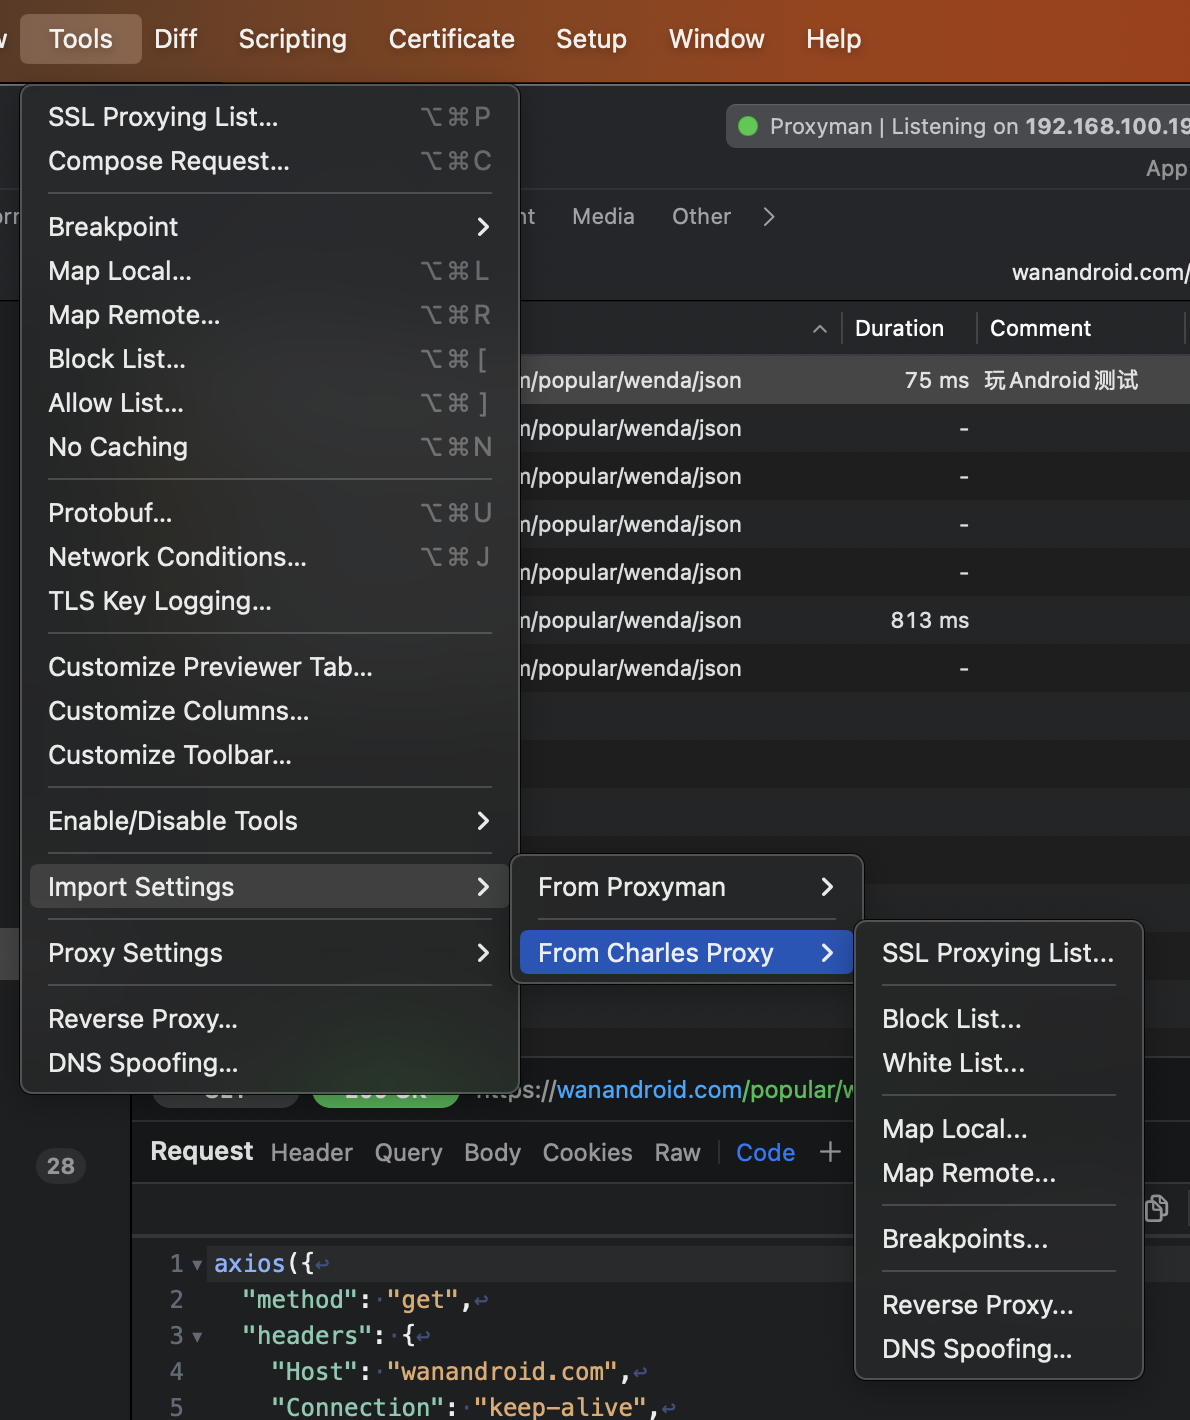 Tools Diff Scripting Certificate Setup Window Help
SSL Proxying List... ⌥⌘P
Compose Request... ⌥⌘C
Breakpoint
Map Local... ⌥⌘L
Map Remote... ⌥⌘R
Block List... ⌥⌘[
Allow List... ⌥⌘]
No Caching ⌥⌘N
Protobuf... ⌥⌘U
Network Conditions... ⌥⌘J
TLS Key Logging...
Customize Previewer Tab...
Customize Columns...
Customize Toolbar...
Enable/Disable Tools
Import Settings
Proxy Settings
Reverse Proxy...
DNS Spoofing...
From Proxyman
From Charles Proxy
SSL Proxying List...
Block List...
White List...
Map Local...
Map Remote...
Breakpoints...
Reverse Proxy...
DNS Spoofing...
Proxyman | Listening on 192.168.100.19
App
Media Other
wanandroid.com/
Duration Comment
m/popular/wenda/json 75 ms 玩Android测试
m/popular/wenda/json -
m/popular/wenda/json -
m/popular/wenda/json -
m/popular/wenda/json -
m/popular/wenda/json 813 ms
m/popular/wenda/json -
https://wanandroid.com/popular/w
28
Request Header Query Body Cookies Raw Code +
1 axios({
2 "method": "get",
3 "headers": {
4 "Host": "wanandroid.com",
5 "Connection": "keep-alive",